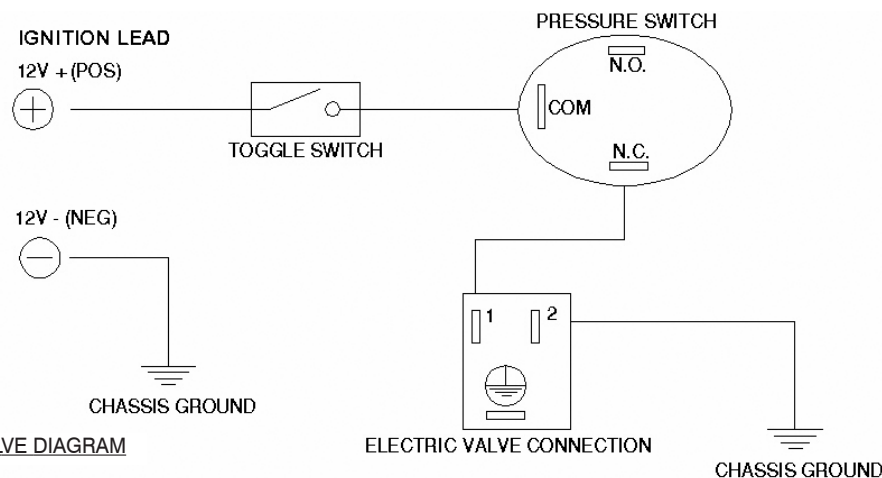 PRESSURE SWITCH
IGNITION LEAD
12V + (POS)
N.O.
COM
TOGGLE SWITCH
N.C.
12V - (NEG)
1 2
CHASSIS GROUND
ELECTRIC VALVE CONNECTION
DIAGRAM
CHASSIS GROUND